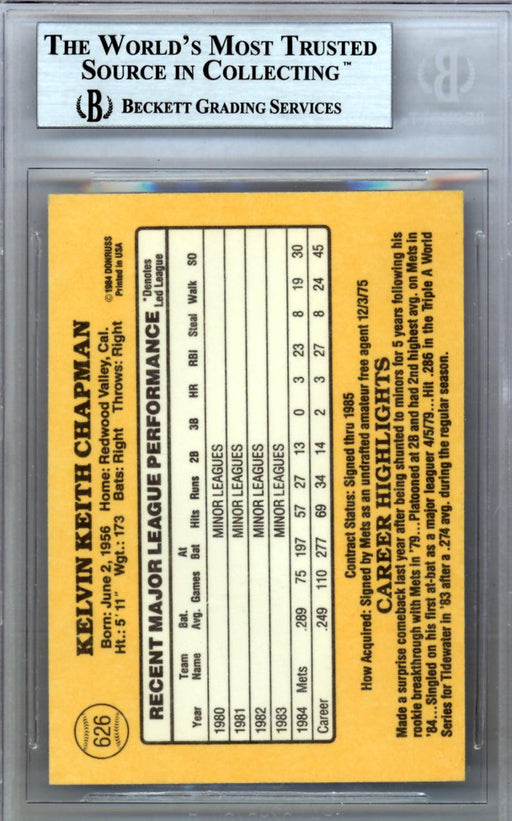 THE WORLD'S MOST TRUSTED
SOURCE IN COLLECTING™
B BECKETT GRADING SERVICES
626
KELVIN KEITH CHAPMAN
©1984 DONRUSS
Printed in USA
Born: June 2, 1956 Home: Redwood Valley, Cal.
Ht.: 5' 11" Wgt.: 173 Bats: Right Throws: Right
RECENT MAJOR LEAGUE PERFORMANCE
*Denotes
Led League
Year Team Name Bat. Avg. Games At Bat Hits Runs 2B 3B HR RBI Steal Walk SO
1980 MINOR LEAGUES
1981 MINOR LEAGUES
1982 MINOR LEAGUES
1983 MINOR LEAGUES
1984 Mets .289 75 197 57 27 13 0 3 23 8 19 30
Career .249 110 277 69 34 14 2 3 27 8 24 45
Contract Status: Signed thru 1985
How Acquired: Signed by Mets as an undrafted amateur free agent 12/3/75
CAREER HIGHLIGHTS
Made a surprise comeback last year after being shunted to minors for 5 years following his
rookie breakthrough with Mets in '79...Platooned at 2B and had 2nd highest avg. on Mets in
'84...Singled on his first at-bat as a major leaguer 4/5/79...Hit .286 in the Triple A World
Series for Tidewater in '83 after a .274 avg. during the regular season.